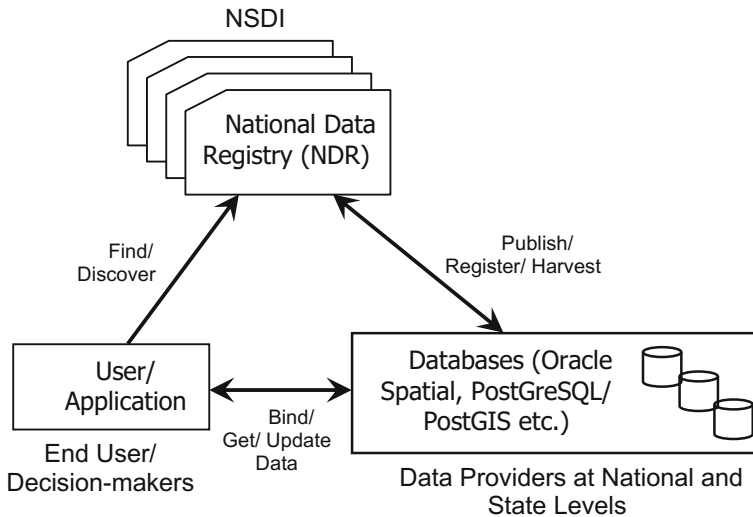 NSDI
National Data
Registry (NDR)
Find/
Discover
Publish/
Register/ Harvest
User/
Application
Databases (Oracle
Spatial, PostGreSQL/
PostGIS etc.)
Bind/
Get/ Update
Data
End User/
Decision-makers
Data Providers at National and
State Levels